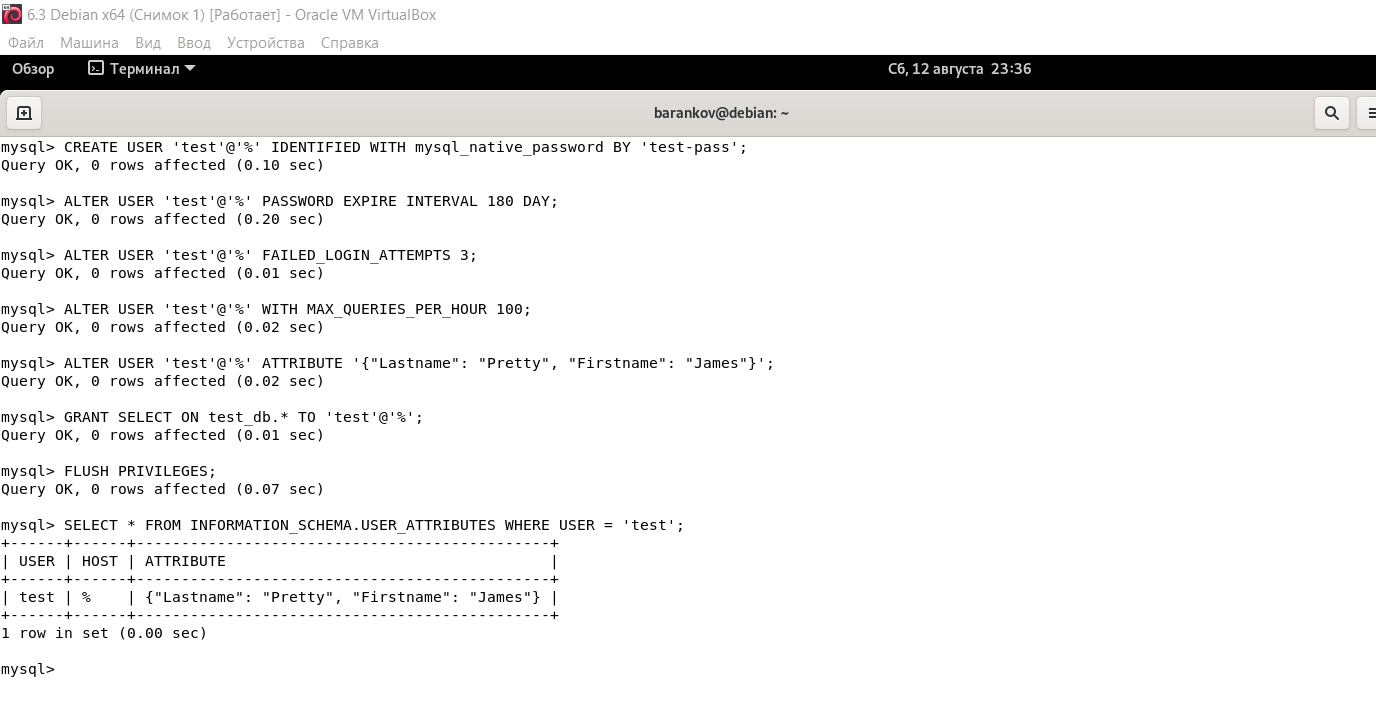 6.3 Debian x64 (Снимок 1) [Работает] - Oracle VM VirtualBox
Файл Машина Вид Ввод Устройства Справка
Обзор Терминал Сб, 12 августа 23:36
barankov@debian: ~
mysql> CREATE USER 'test'@'%' IDENTIFIED WITH mysql_native_password BY 'test-pass';
Query OK, 0 rows affected (0.10 sec)
mysql> ALTER USER 'test'@'%' PASSWORD EXPIRE INTERVAL 180 DAY;
Query OK, 0 rows affected (0.20 sec)
mysql> ALTER USER 'test'@'%' FAILED_LOGIN_ATTEMPTS 3;
Query OK, 0 rows affected (0.01 sec)
mysql> ALTER USER 'test'@'%' WITH MAX_QUERIES_PER_HOUR 100;
Query OK, 0 rows affected (0.02 sec)
mysql> ALTER USER 'test'@'%' ATTRIBUTE '{"Lastname": "Pretty", "Firstname": "James"}';
Query OK, 0 rows affected (0.02 sec)
mysql> GRANT SELECT ON test_db.* TO 'test'@'%';
Query OK, 0 rows affected (0.01 sec)
mysql> FLUSH PRIVILEGES;
Query OK, 0 rows affected (0.07 sec)
mysql> SELECT * FROM INFORMATION_SCHEMA.USER_ATTRIBUTES WHERE USER = 'test';
+------+------+----------------------------------------------+
| USER | HOST | ATTRIBUTE                                    |
+------+------+----------------------------------------------+
| test | %    | {"Lastname": "Pretty", "Firstname": "James"} |
+------+------+----------------------------------------------+
1 row in set (0.00 sec)
mysql>